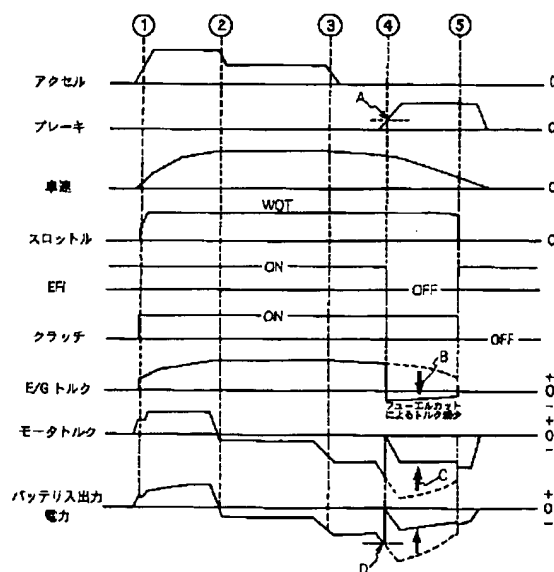 ① ② ③ ④ ⑤
アクセル 0
A
ブレーキ 0
車速 0
WOT
スロットル 0
ON
EFi OFF
ON
クラッチ OFF
B
+
E/G トルク 0
-
フューエルカット
によるトルク減少
+
モータトルク 0
-
C
バッテリ入出力 +
電力 0
-
D